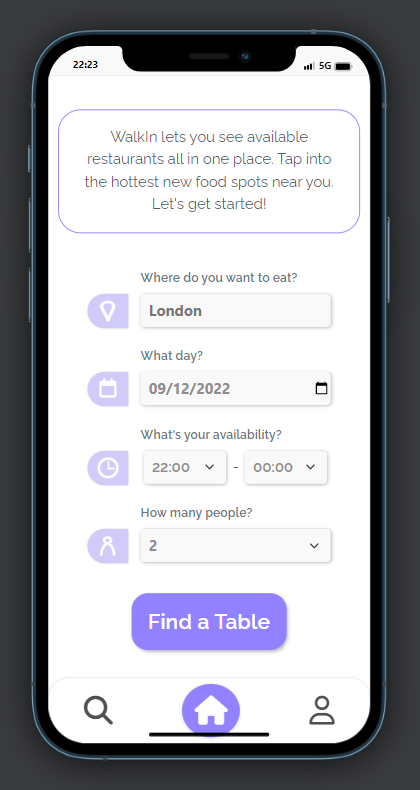 22:23 5G
WalkIn lets you see available
restaurants all in one place. Tap into
the hottest new food spots near you.
Let's get started!
Where do you want to eat?
London
What day?
09/12/2022
What's your availability?
22:00 - 00:00
How many people?
2
Find a Table